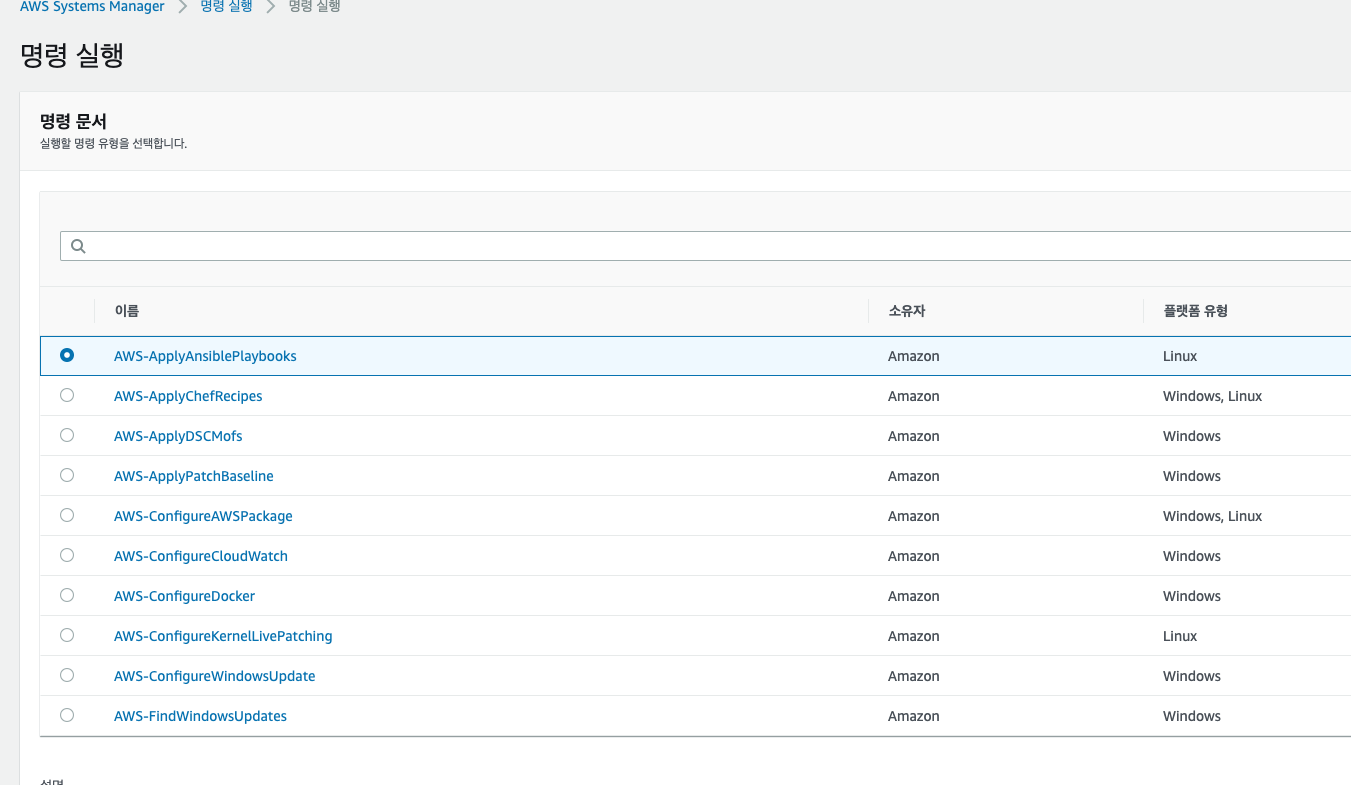 AWS Systems Manager > 명령 실행 > 명령 실행
명령 실행
명령 문서
실행할 명령 유형을 선택합니다.
이름 소유자 플랫폼 유형
AWS-ApplyAnsiblePlaybooks Amazon Linux
AWS-ApplyChefRecipes Amazon Windows, Linux
AWS-ApplyDSCMofs Amazon Windows
AWS-ApplyPatchBaseline Amazon Windows
AWS-ConfigureAWSPackage Amazon Windows, Linux
AWS-ConfigureCloudWatch Amazon Windows
AWS-ConfigureDocker Amazon Windows
AWS-ConfigureKernelLivePatching Amazon Linux
AWS-ConfigureWindowsUpdate Amazon Windows
AWS-FindWindowsUpdates Amazon Windows